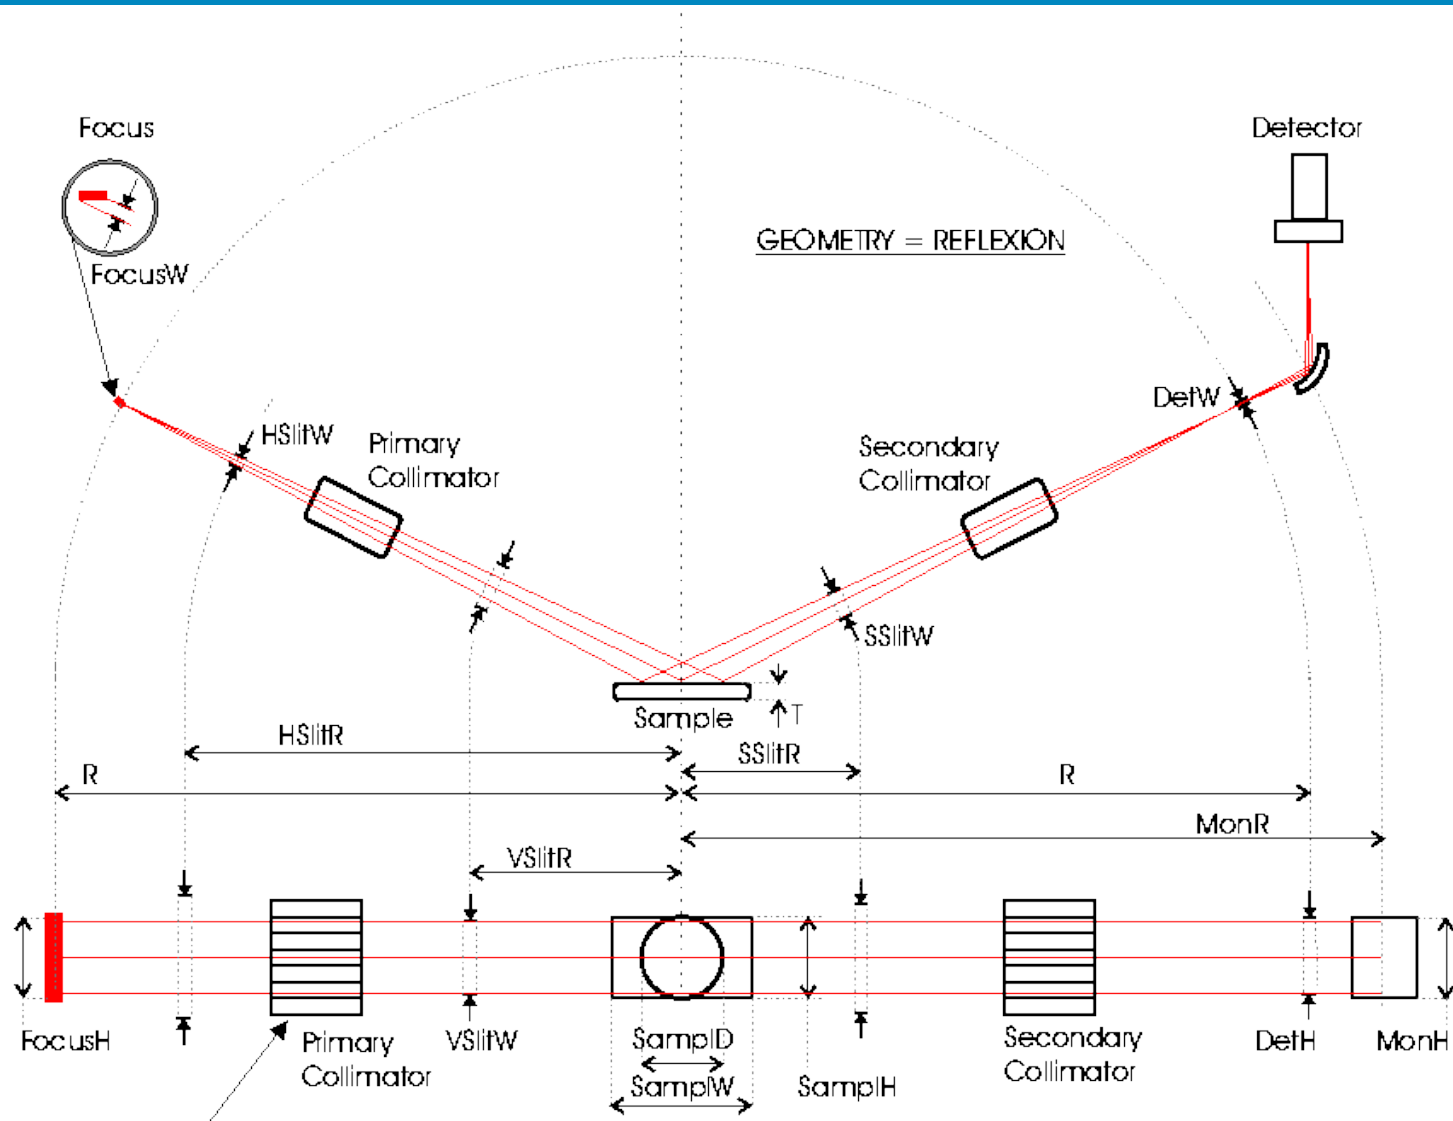 Focus
Detector
GEOMETRY = REFLEXION
FocusW
DetW
HSlitW
Primary
Collimator
Secondary
Collimator
SSlitW
Sample
T
HSlitR
SSlitR
R
R
MonR
VSlitR
FocusH
Primary
Collimator
VSlitW
SamplD
SamplW
SamplH
Secondary
Collimator
DetH
MonH